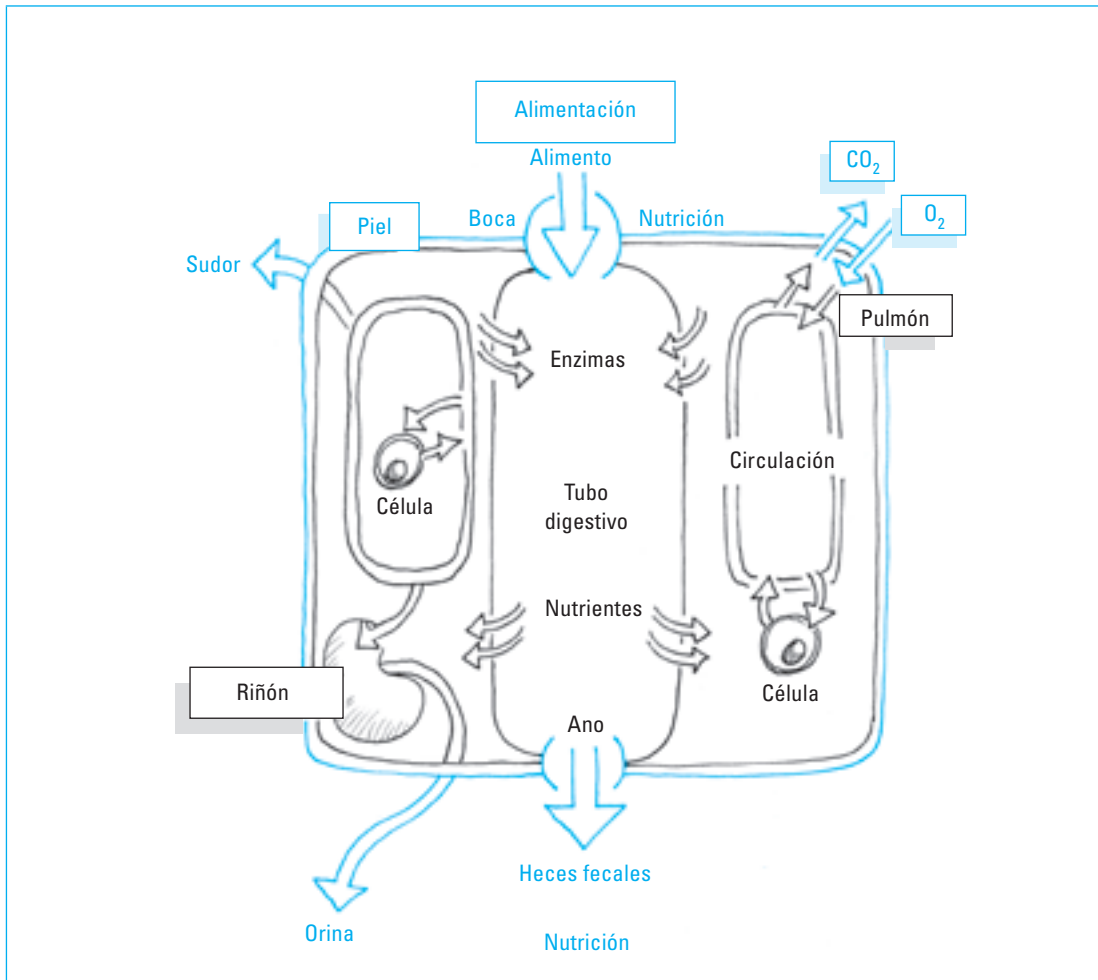 Alimentación
Alimento
CO₂
O₂
Piel
Boca
Nutrición
Sudor
Pulmón
Enzimas
Circulación
Célula
Tubo
digestivo
Nutrientes
Célula
Riñón
Ano
Heces fecales
Orina
Nutrición